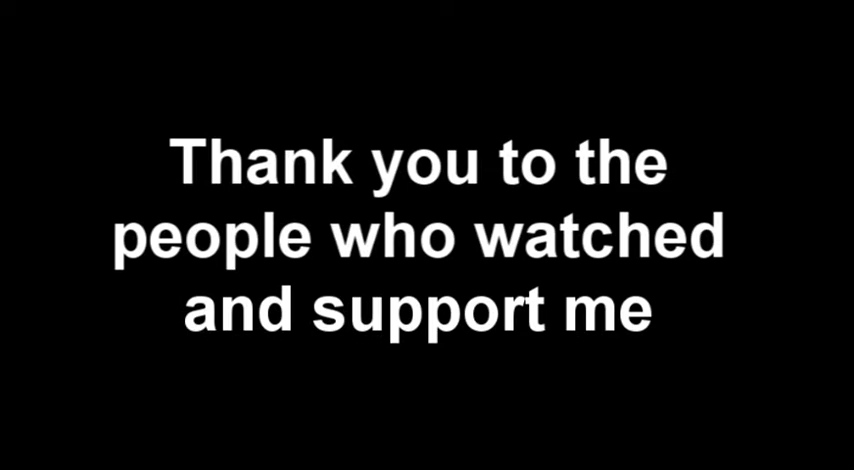 Thank you to the
people who watched
and support me